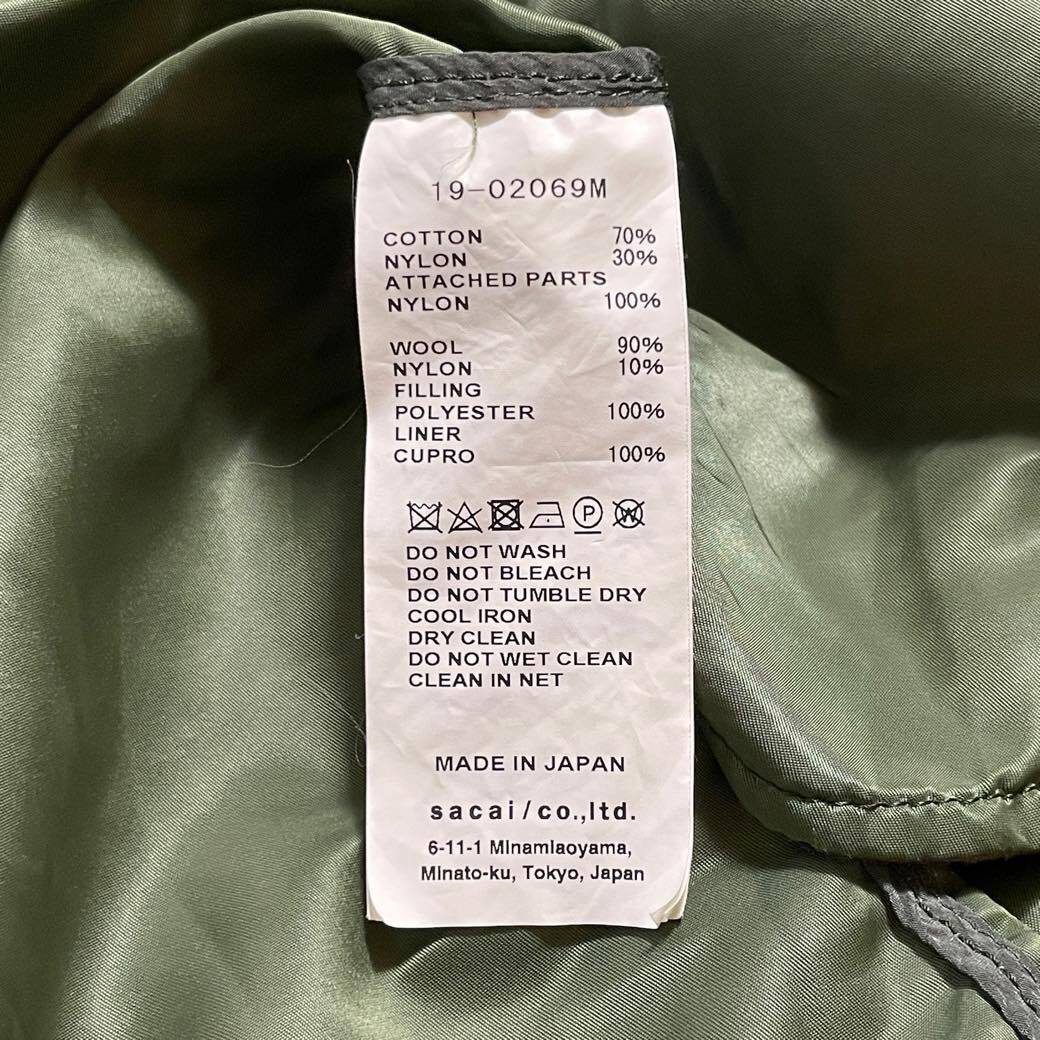 19-02069M
COTTON 70%
NYLON 30%
ATTACHED PARTS
NYLON 100%
WOOL 90%
NYLON 10%
FILLING
POLYESTER 100%
LINER
CUPRO 100%
P W
DO NOT WASH
DO NOT BLEACH
DO NOT TUMBLE DRY
COOL IRON
DRY CLEAN
DO NOT WET CLEAN
CLEAN IN NET
MADE IN JAPAN
sacai/co.,ltd.
6-11-1 Minamiaoyama,
Minato-ku, Tokyo, Japan